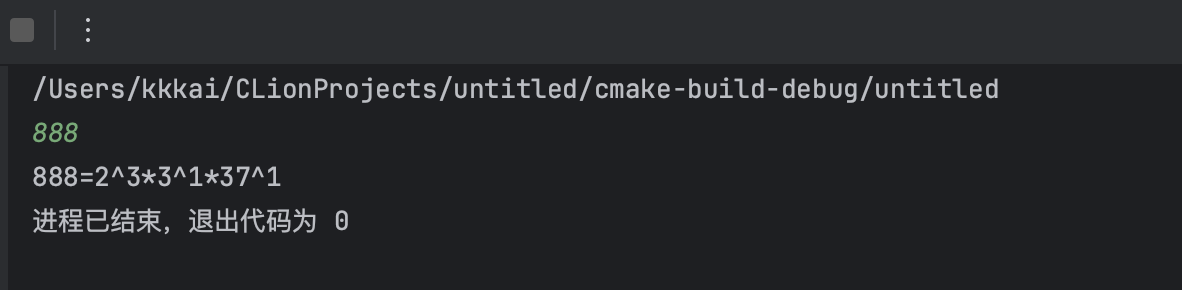 /Users/kkkai/CLionProjects/untitled/cmake-build-debug/untitled
888
888=2^3*3^1*37^1
进程已结束，退出代码为 0